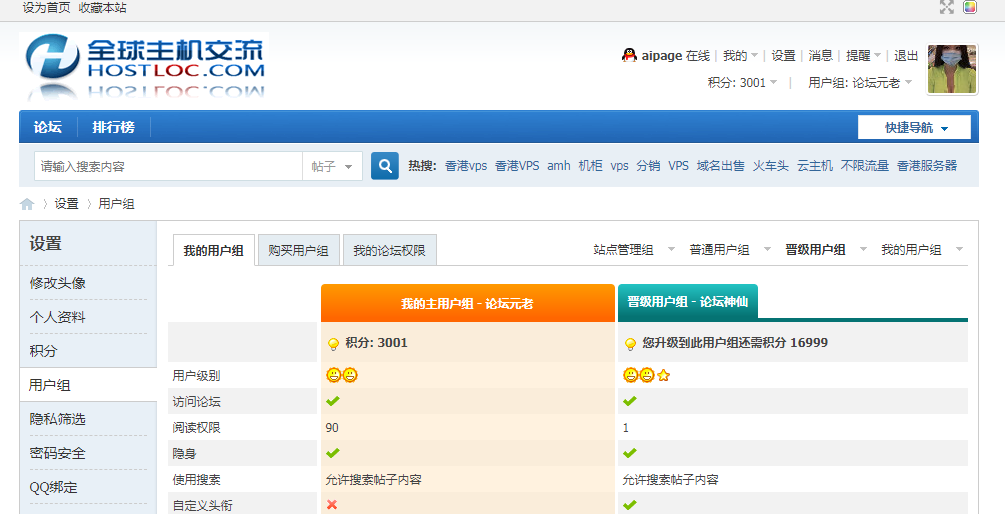 设为首页 收藏本站
全球主机交流
HOSTLOC.COM
aipage 在线 | 我的 | 设置 | 消息 | 提醒 | 退出
积分: 3001 | 用户组: 论坛元老
论坛 排行榜 快捷导航
请输入搜索内容 帖子 热搜: 香港vps 香港VPS amh 机柜 vps 分销 VPS 域名出售 火车头 云主机 不限流量 香港服务器
设置 用户组
设置
修改头像
个人资料
积分
用户组
隐私筛选
密码安全
QQ绑定
我的用户组 购买用户组 我的论坛权限 站点管理组 普通用户组 晋级用户组 我的用户组
我的主用户组 - 论坛元老 晋级用户组 - 论坛神仙
积分: 3001 您升级到此用户组还需积分 16999
用户级别
访问论坛
阅读权限 90 1
隐身
使用搜索 允许搜索帖子内容 允许搜索帖子内容
自定义头衔